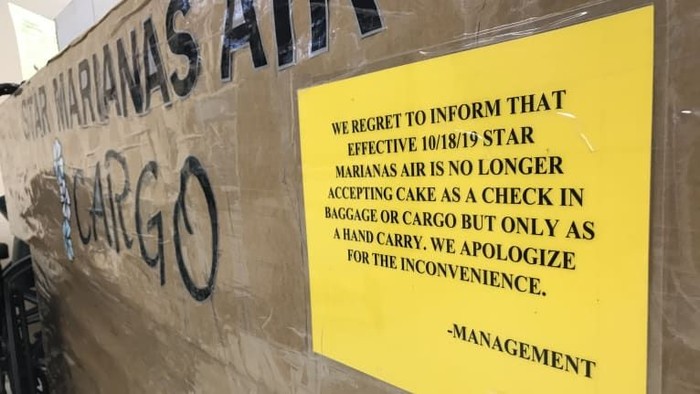 STAR MARIANAS AIR
CARGO
WE REGRET TO INFORM THAT
EFFECTIVE 10/18/19 STAR
MARIANAS AIR IS NO LONGER
ACCEPTING CAKE AS A CHECK IN
BAGGAGE OR CARGO BUT ONLY AS
A HAND CARRY. WE APOLOGIZE
FOR THE INCONVENIENCE.
-MANAGEMENT